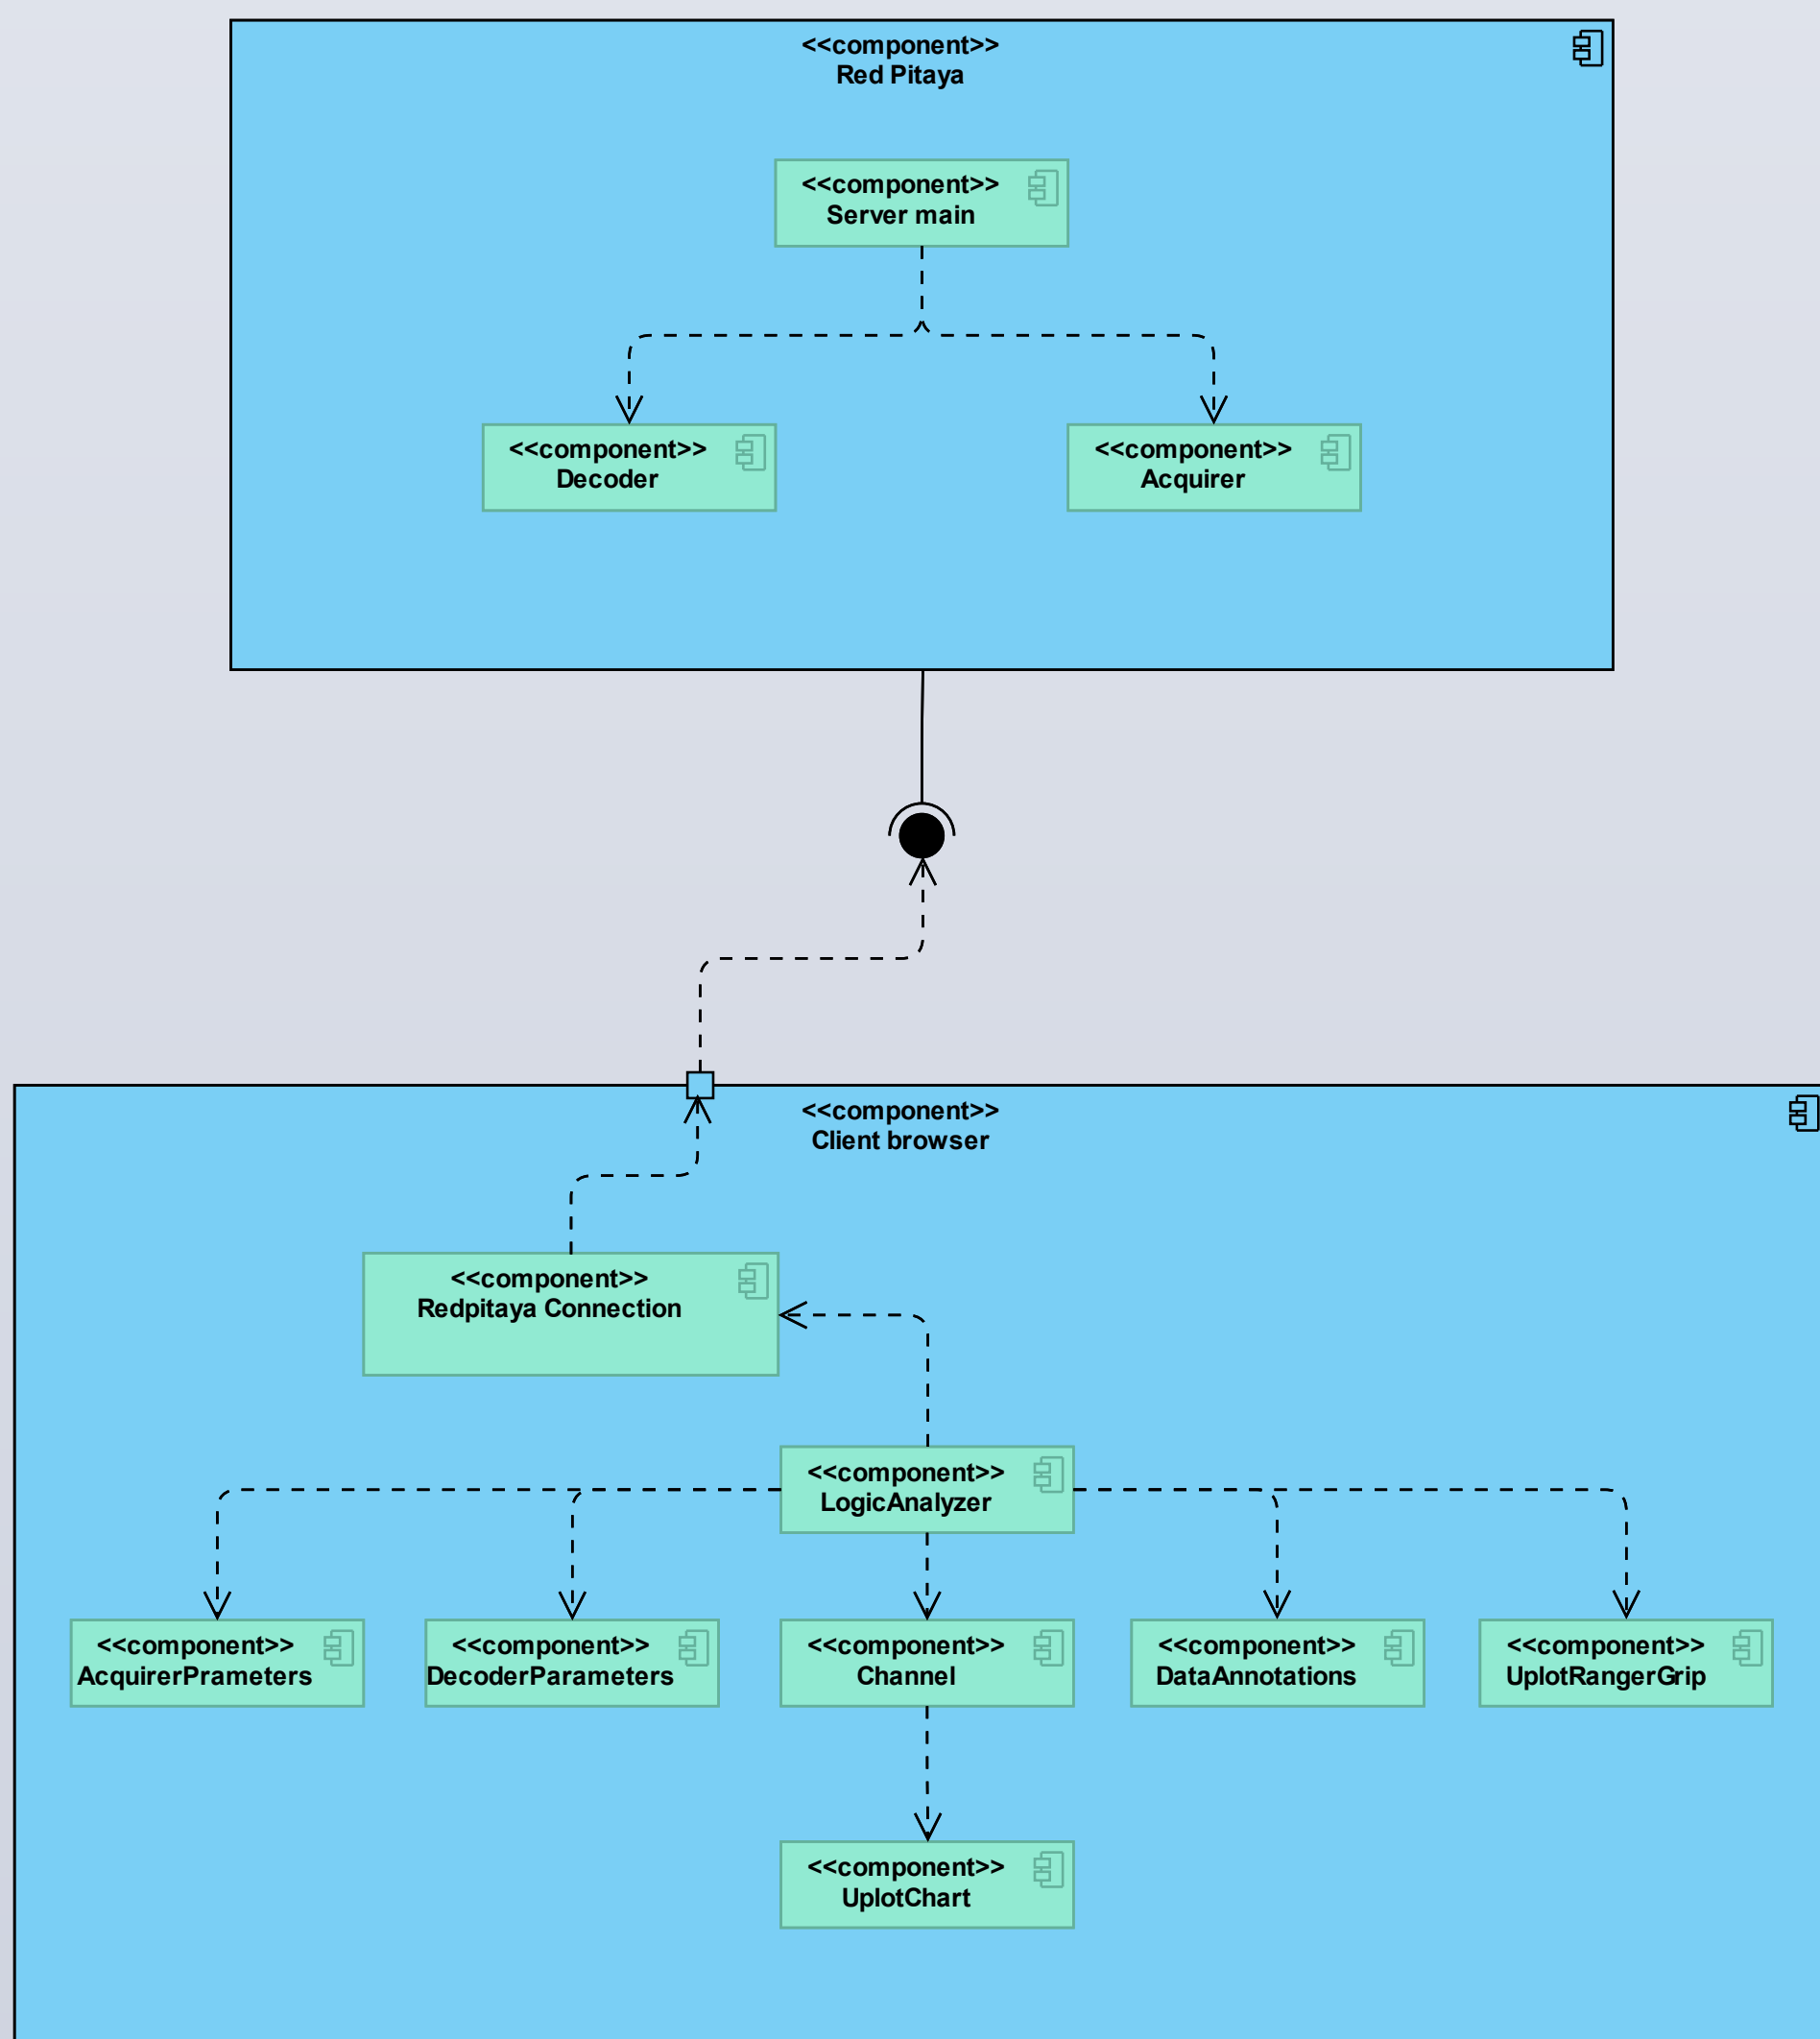 <<component>>
Red Pitaya
<<component>>
Server main
<<component>>
Decoder
<<component>>
Acquirer
<<component>>
Client browser
<<component>>
Redpitaya Connection
<<component>>
LogicAnalyzer
<<component>>
AcquirerPrameters
<<component>>
DecoderParameters
<<component>>
Channel
<<component>>
DataAnnotations
<<component>>
UplotRangerGrip
<<component>>
UplotChart